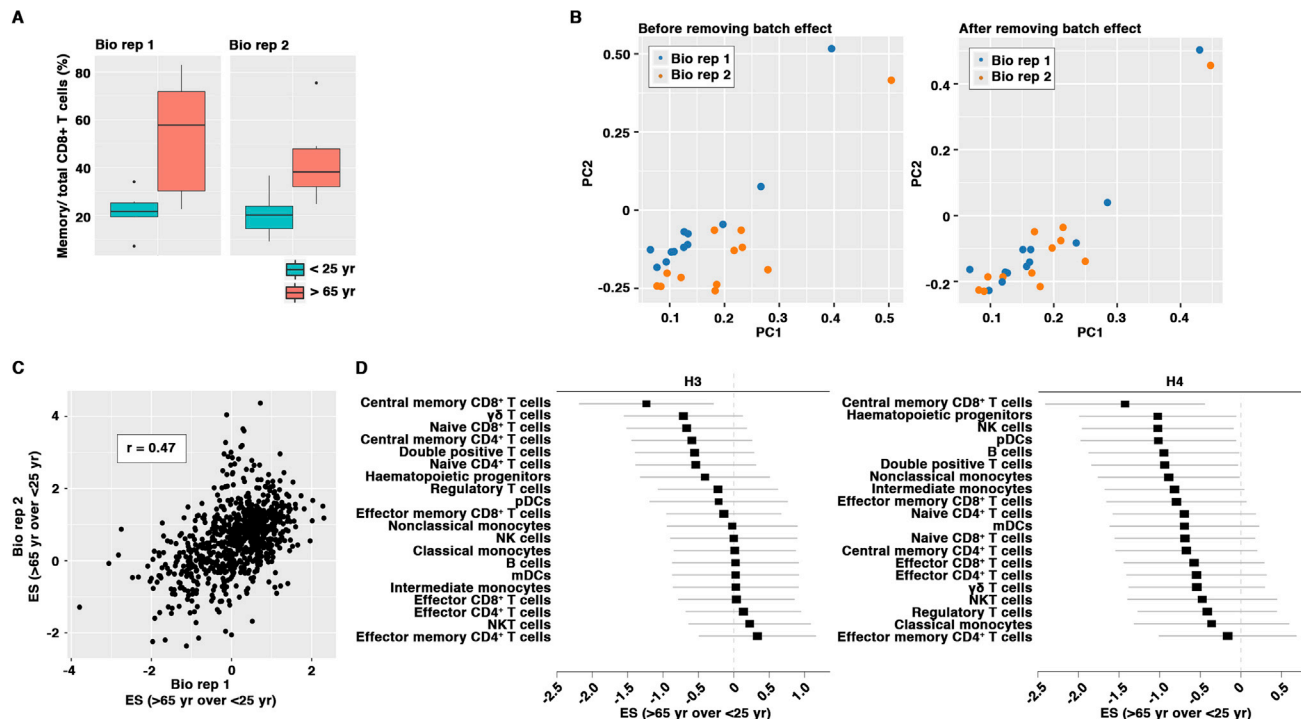 A
Bio rep 1
Bio rep 2
Memory/ total CD8+ T cells (%)
80
60
40
20
< 25 yr
> 65 yr
B
Before removing batch effect
Bio rep 1
Bio rep 2
PC2
0.50
0.25
0
-0.25
0.1
0.2
0.3
0.4
0.5
PC1
After removing batch effect
Bio rep 1
Bio rep 2
PC2
0.4
0.2
0
-0.2
0.1
0.2
0.3
0.4
PC1
C
r = 0.47
Bio rep 2
ES (>65 yr over <25 yr)
4
2
0
-2
-4
-2
0
2
Bio rep 1
ES (>65 yr over <25 yr)
D
H3
Central memory CD8⁺ T cells
γδ T cells
Naive CD8⁺ T cells
Central memory CD4⁺ T cells
Double positive T cells
Naive CD4⁺ T cells
Haematopoietic progenitors
Regulatory T cells
pDCs
Effector memory CD8⁺ T cells
Nonclassical monocytes
NK cells
Classical monocytes
B cells
mDCs
Intermediate monocytes
Effector CD8⁺ T cells
Effector CD4⁺ T cells
NKT cells
Effector memory CD4⁺ T cells
-2.5
-2.0
-1.5
-1.0
-0.5
0
0.5
1.0
ES (>65 yr over <25 yr)
H4
Central memory CD8⁺ T cells
Haematopoietic progenitors
NK cells
pDCs
B cells
Double positive T cells
Nonclassical monocytes
Intermediate monocytes
Effector memory CD8⁺ T cells
Naive CD4⁺ T cells
mDCs
Naive CD8⁺ T cells
Central memory CD4⁺ T cells
Effector CD8⁺ T cells
Effector CD4⁺ T cells
γδ T cells
NKT cells
Regulatory T cells
Classical monocytes
Effector memory CD4⁺ T cells
-2.5
-2.0
-1.5
-1.0
-0.5
0
0.5
ES (>65 yr over <25 yr)